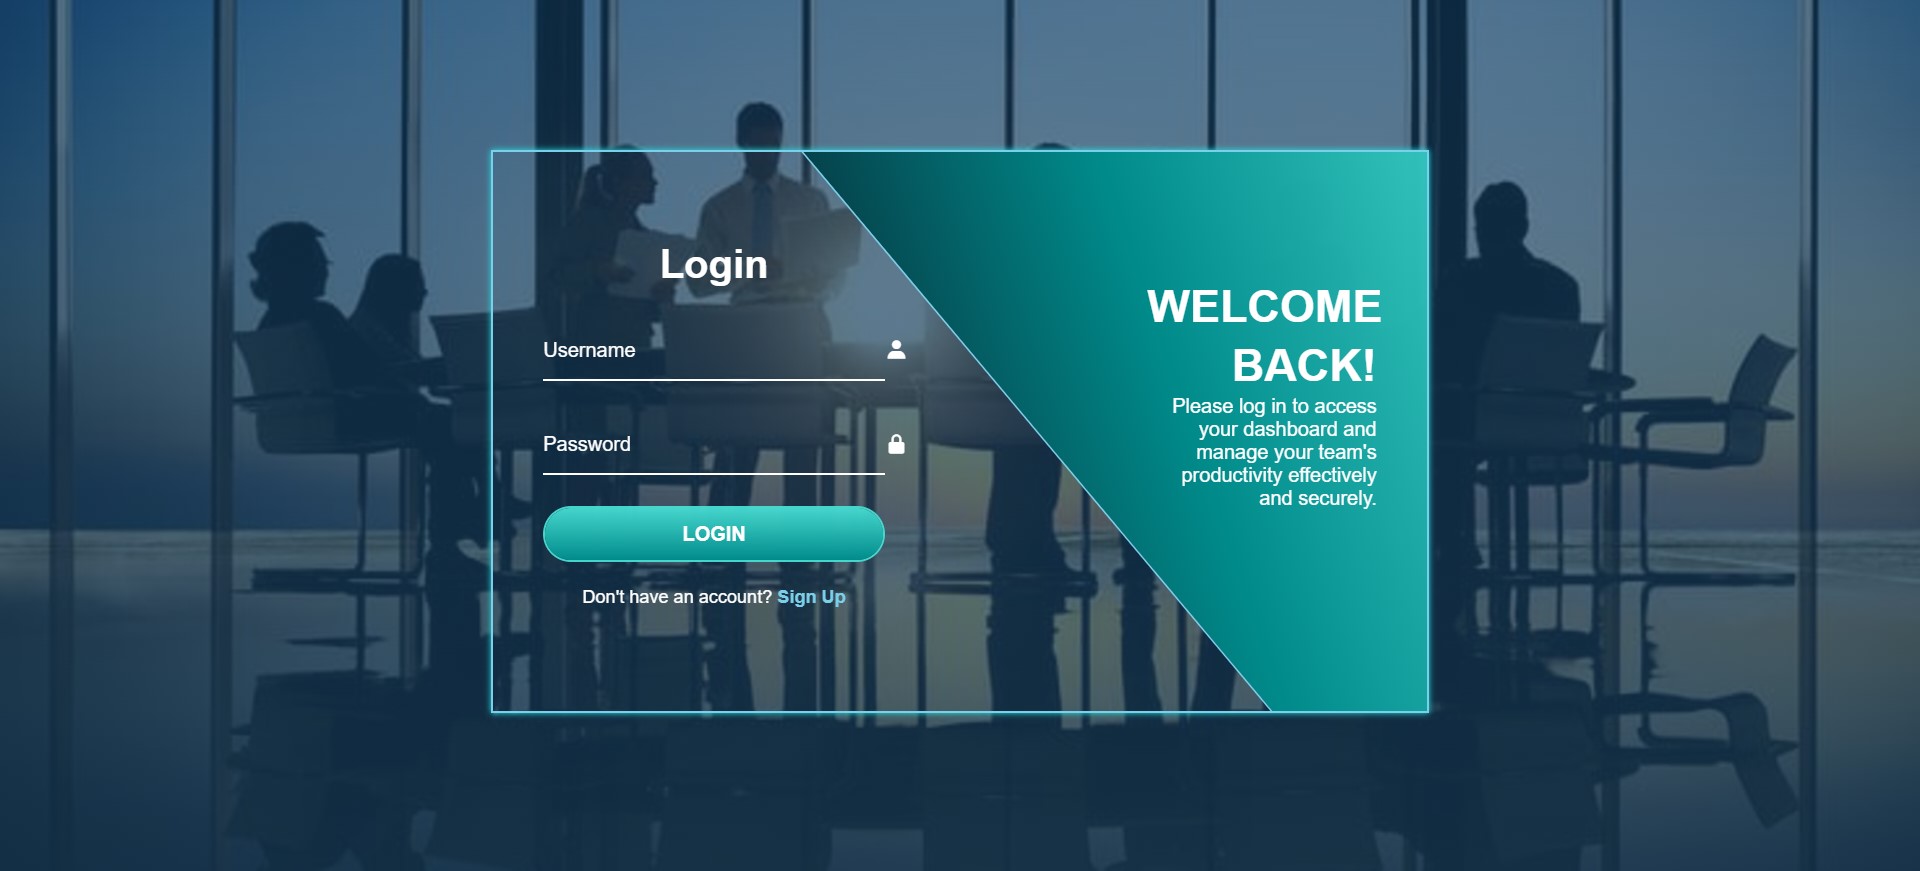 Login
Username
Password
LOGIN
Don't have an account? Sign Up
WELCOME
BACK!
Please log in to access
your dashboard and
manage your team's
productivity effectively
and securely.